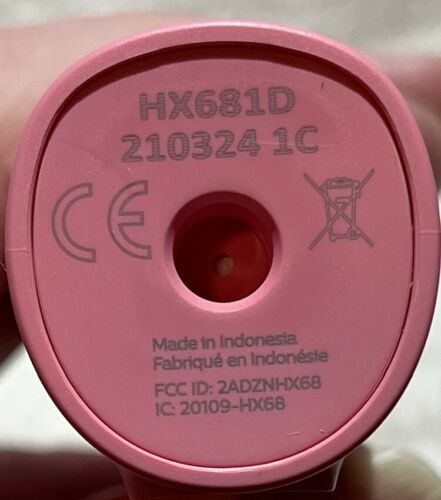 HX681D
210324 1C
CE
Made in Indonesia
Fabriqué en Indonésie
FCC ID: 2ADZNHX68
IC: 20109-HX68